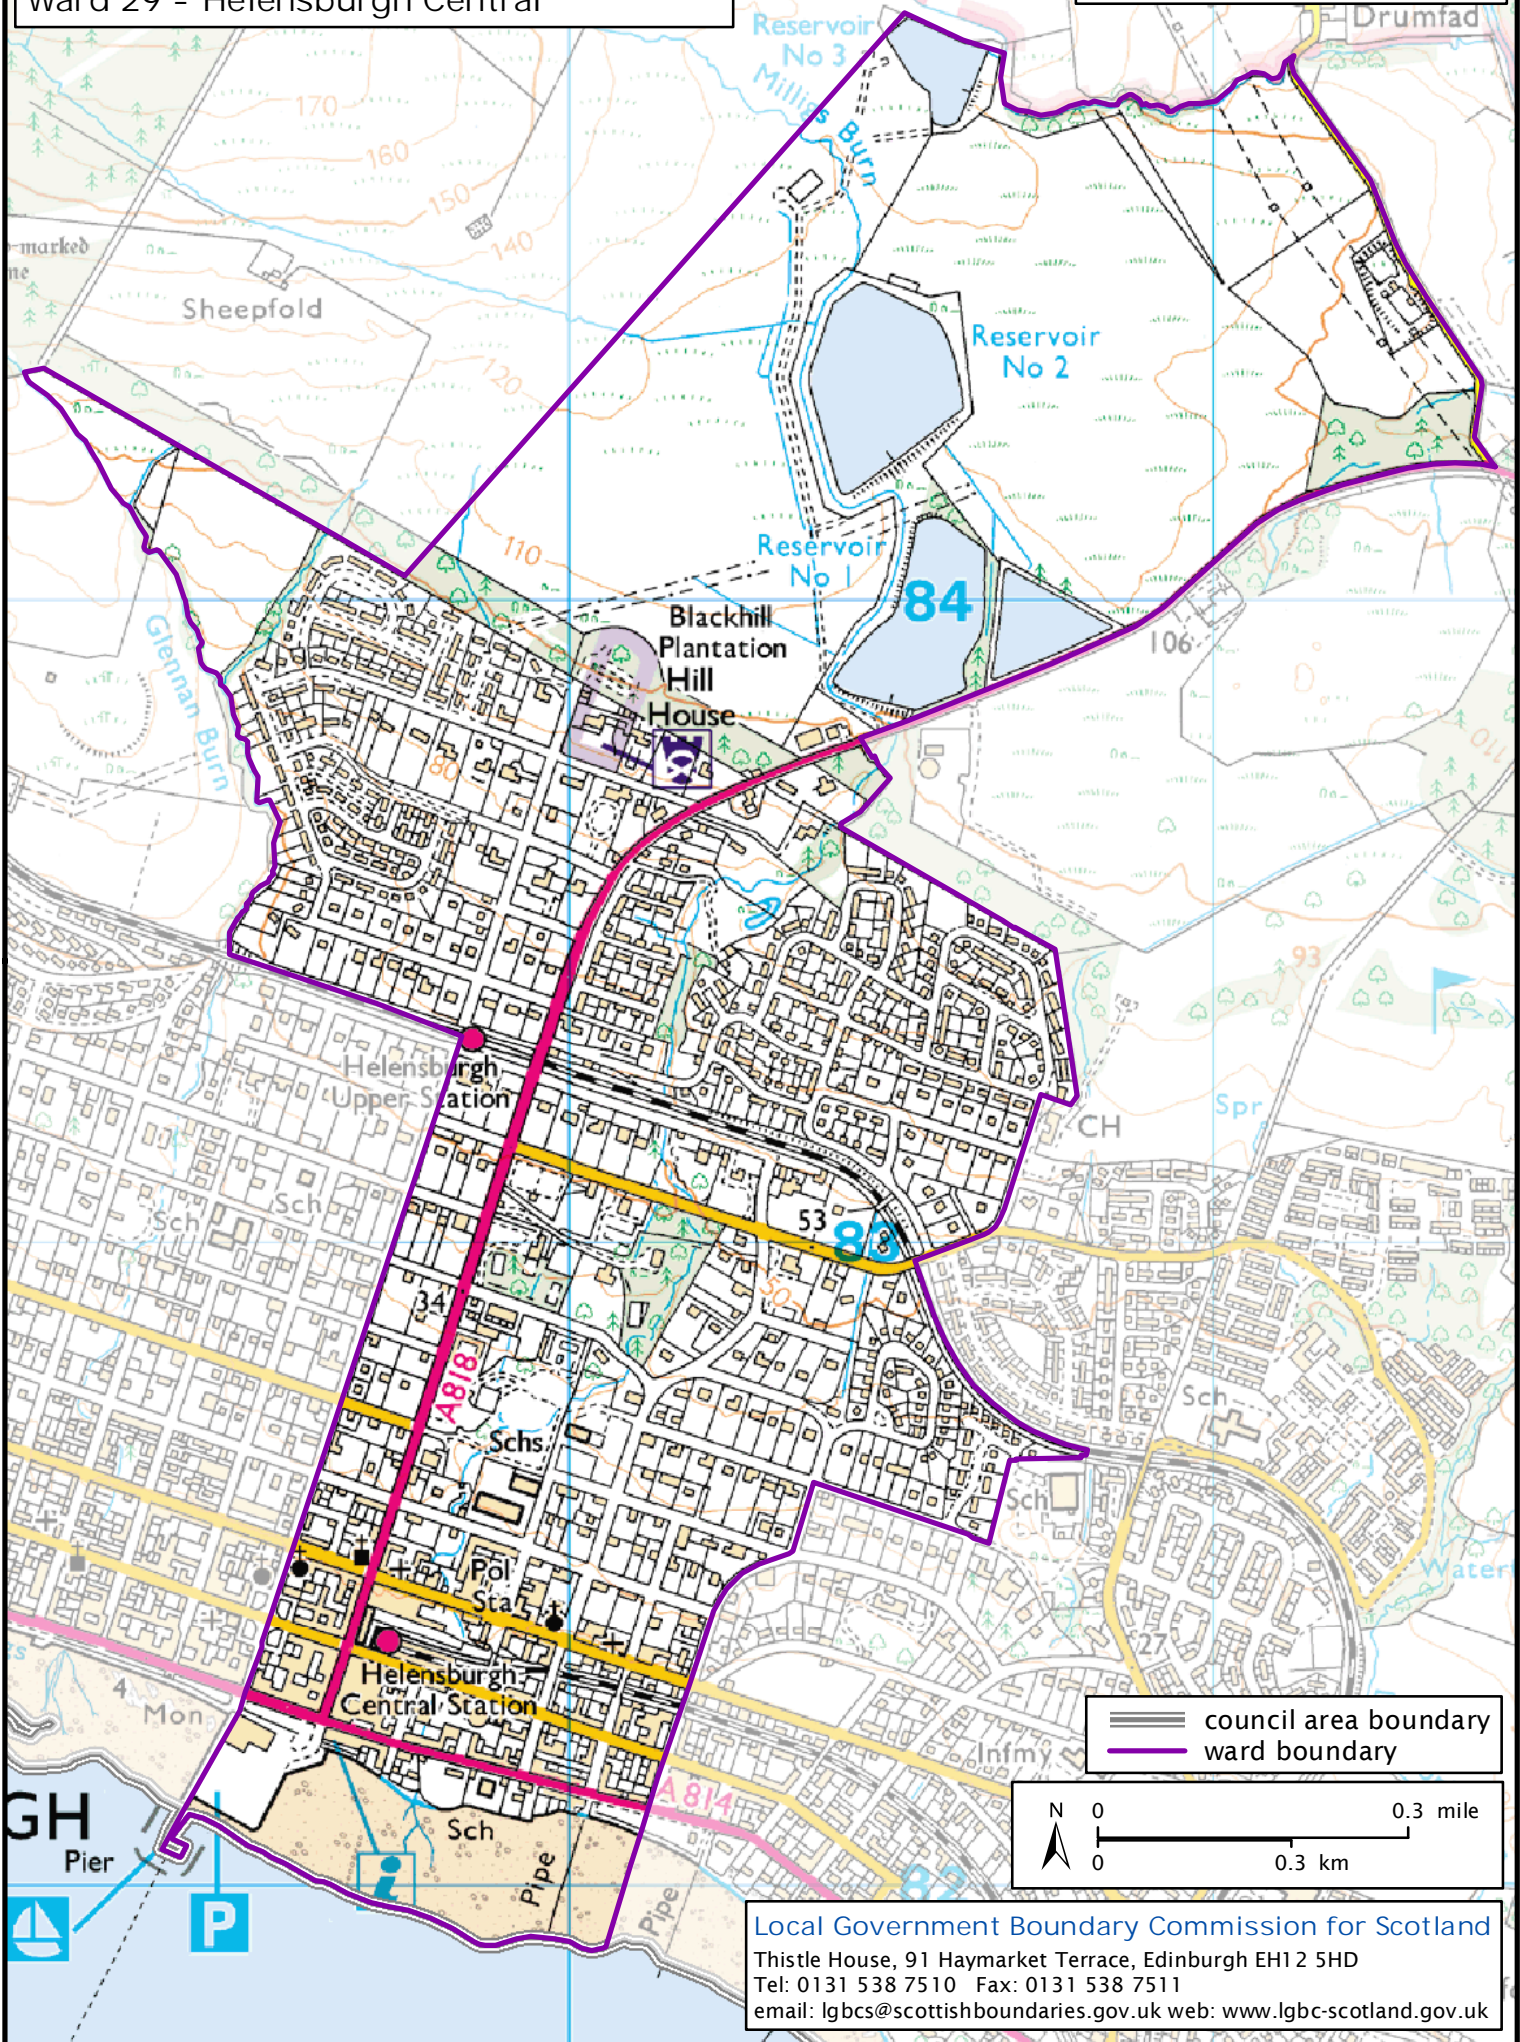 Ward 29 - Helensburgh Central
Drumfad
Reservoir
No 3
Milligs Burn
170
160
150
140
120
110
Sheepfold
Reservoir
No 2
Reservoir
No 1
84
106
110
Blackhill
Plantation
Hill
House
Glennan Burn
80
93
Helensburgh
Upper Station
CH
Spr
Sch
Sch
53
83
50
34
A818
Sch
Schs
Sch
Pol
Sta
27
Helensburgh
Central Station
4
Mon
Infmy
A 814
Sch
GH
Pier
Pipe
Pipe
82
P
i
council area boundary
ward boundary
N 0 0.3 mile
0 0.3 km
Local Government Boundary Commission for Scotland
Thistle House, 91 Haymarket Terrace, Edinburgh EH12 5HD
Tel: 0131 538 7510 Fax: 0131 538 7511
email: lgbcs@scottishboundaries.gov.uk web: www.lgbc-scotland.gov.uk